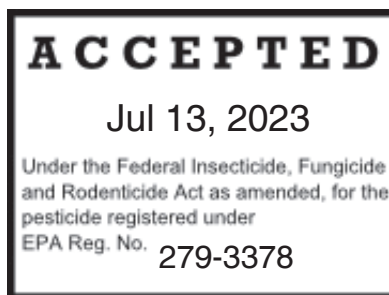 ACCEPTED
Jul 13, 2023
Under the Federal Insecticide, Fungicide
and Rodenticide Act as amended, for the
pesticide registered under
EPA Reg. No. 279-3378